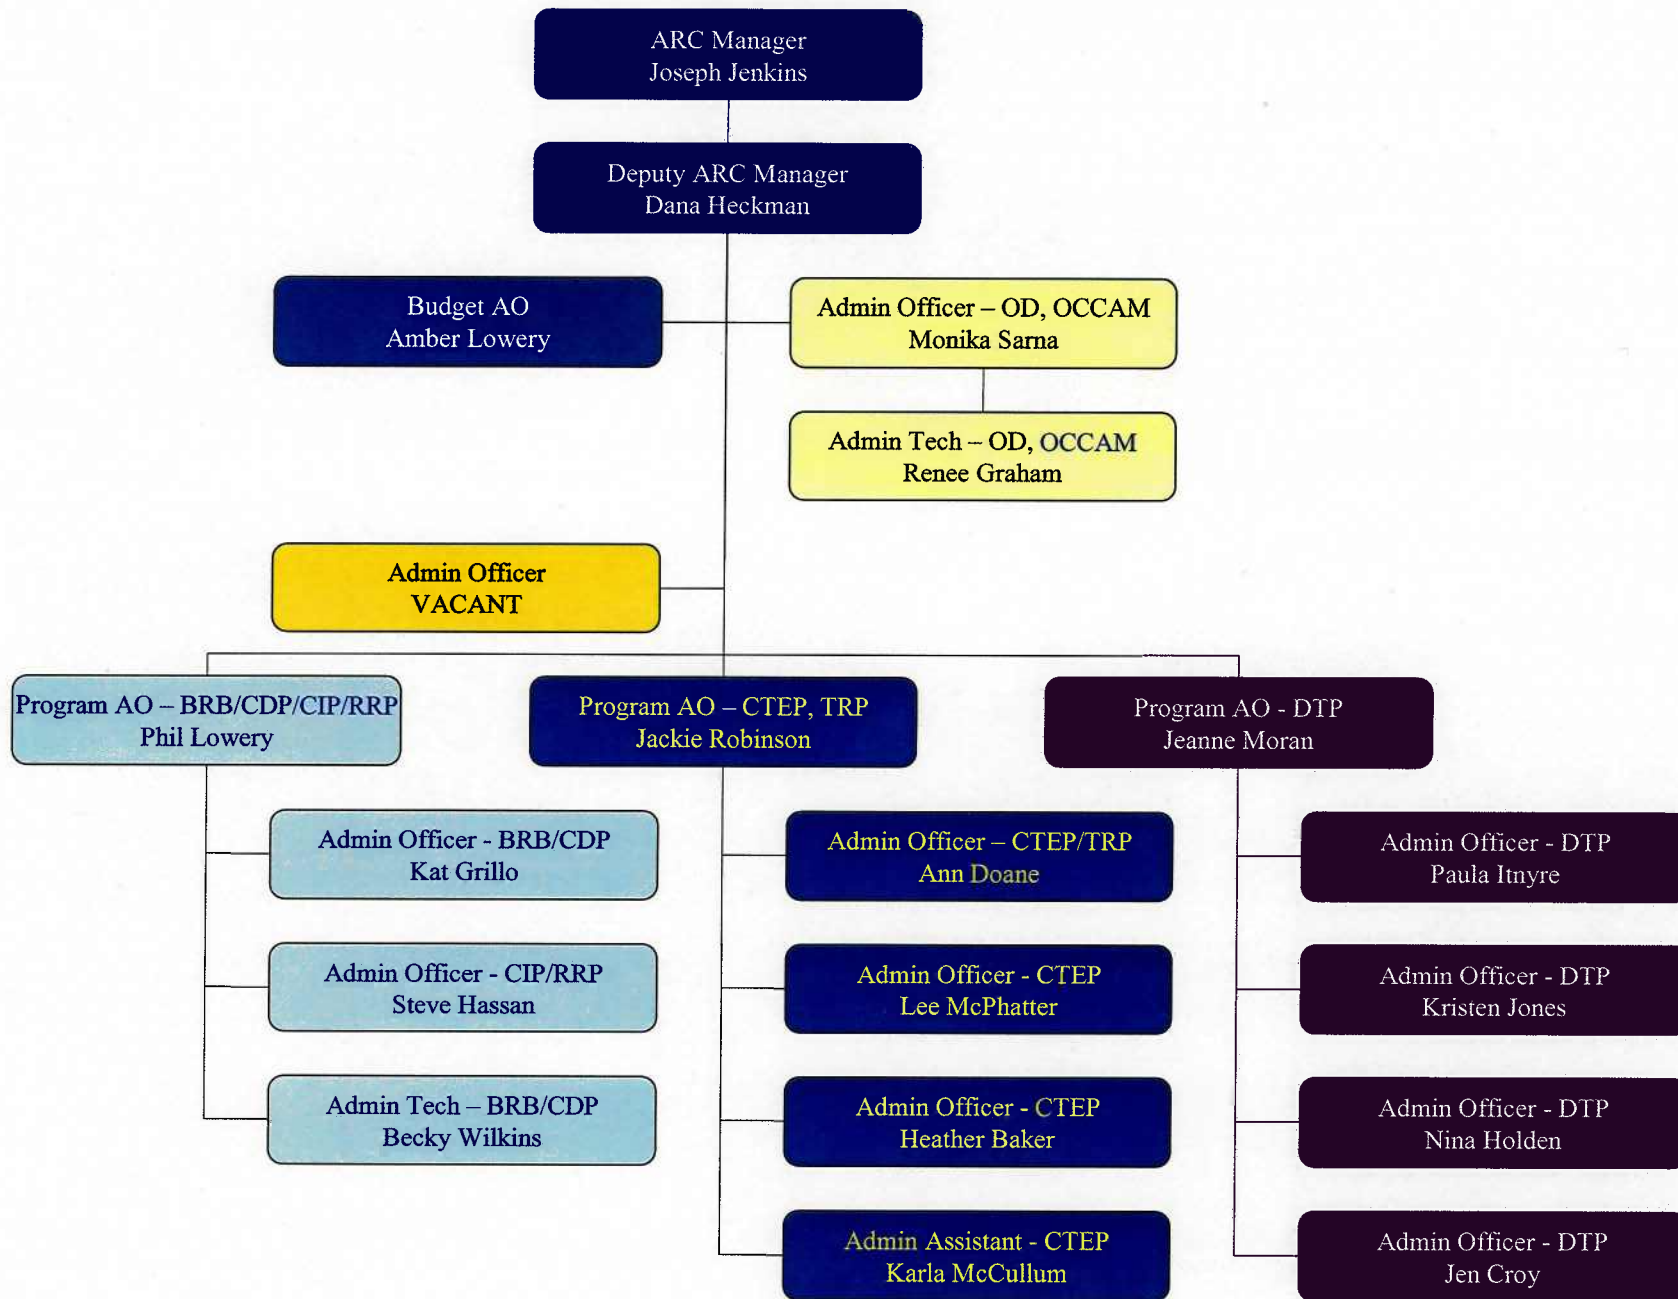 ARC Manager
Joseph Jenkins
Deputy ARC Manager
Dana Heckman
Budget AO
Amber Lowery
Admin Officer – OD, OCCAM
Monika Sarna
Admin Tech – OD, OCCAM
Renee Graham
Admin Officer
VACANT
Program AO – BRB/CDP/CIP/RRP
Phil Lowery
Program AO – CTEP, TRP
Jackie Robinson
Program AO - DTP
Jeanne Moran
Admin Officer - BRB/CDP
Kat Grillo
Admin Officer – CTEP/TRP
Ann Doane
Admin Officer - DTP
Paula Itnyre
Admin Officer - CIP/RRP
Steve Hassan
Admin Officer - CTEP
Lee McPhatter
Admin Officer - DTP
Kristen Jones
Admin Tech – BRB/CDP
Becky Wilkins
Admin Officer - CTEP
Heather Baker
Admin Officer - DTP
Nina Holden
Admin Assistant - CTEP
Karla McCullum
Admin Officer - DTP
Jen Croy